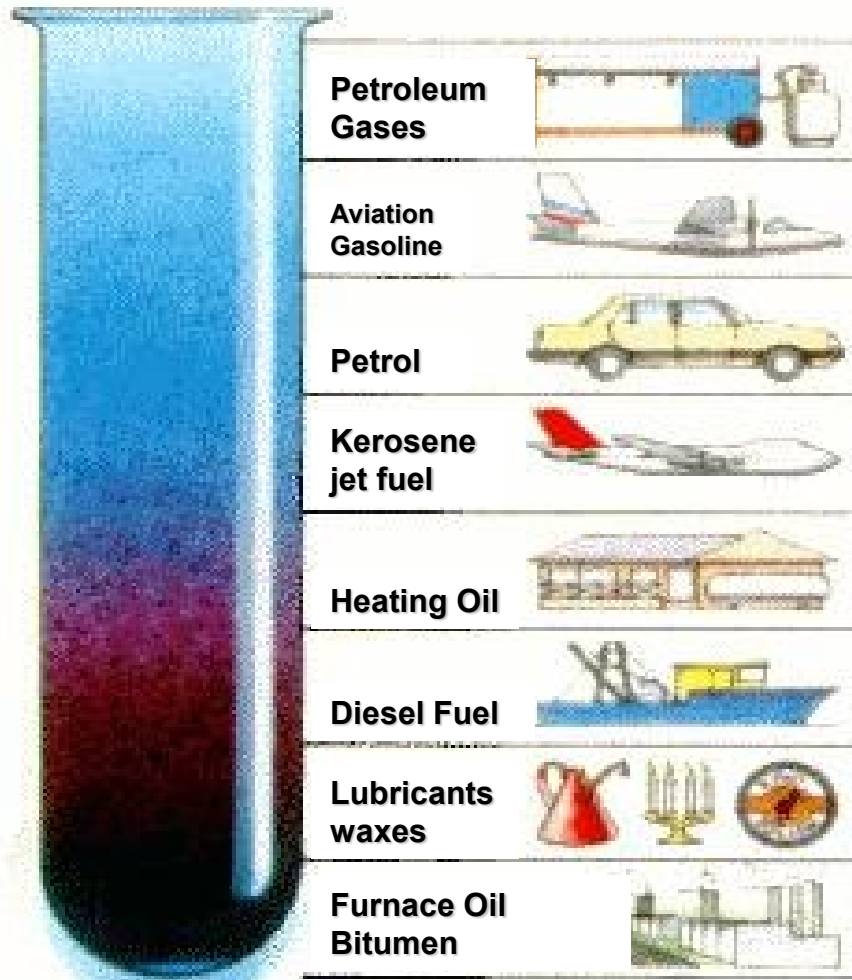 Petroleum
Gases
Aviation
Gasoline
Petrol
Kerosene
jet fuel
Heating Oil
Diesel Fuel
Lubricants
waxes
Furnace Oil
Bitumen